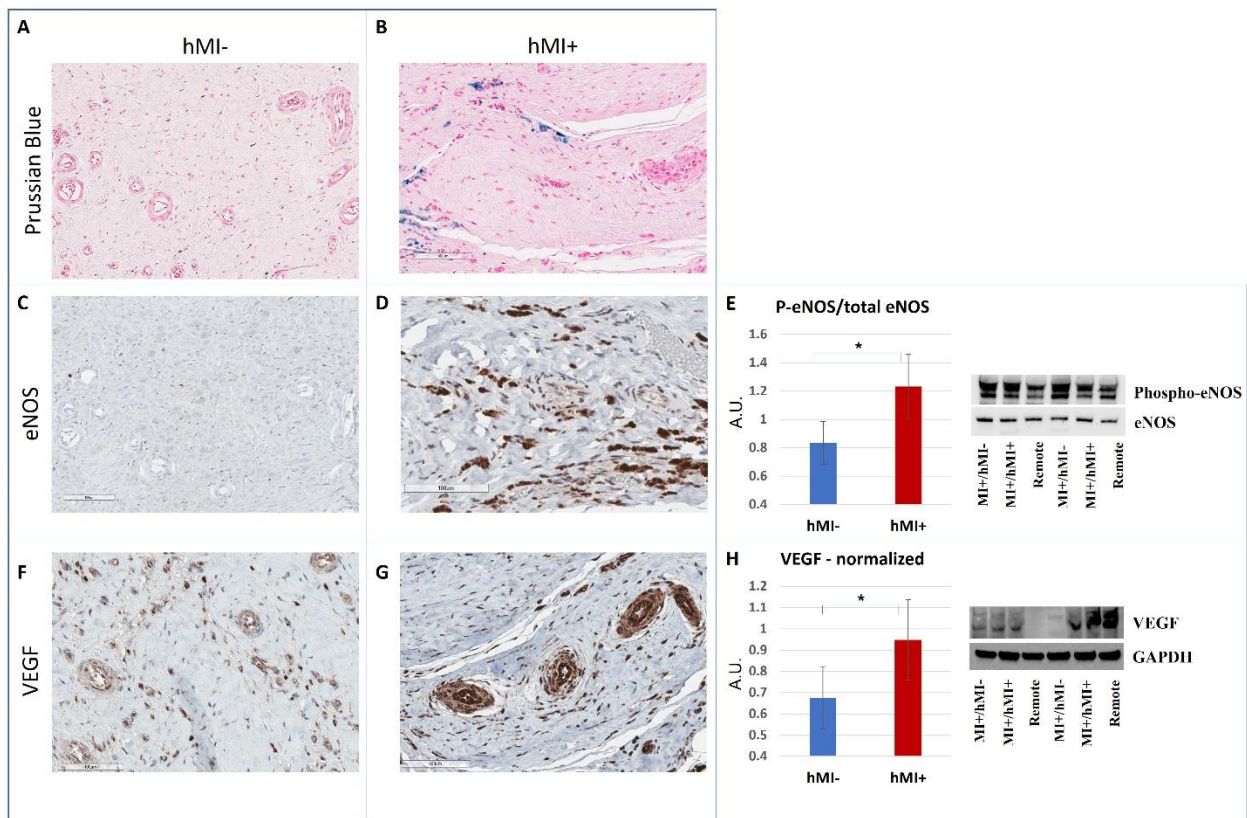 A
hMI-
B
hMI+
Prussian Blue
C
eNOS
D
100μm
E
P-eNOS/total eNOS
1.6
1.4
1.2
1
0.8
0.6
0.4
A.U.
*
hMI-
hMI+
Phospho-eNOS
eNOS
MI+/hMI-
MI+/hMI+
Remote
MI+/hMI-
MI+/hMI+
Remote
F
VEGF
100μm
G
100μm
H
VEGF - normalized
1.2
1.1
1
0.9
0.8
0.7
0.6
0.5
0.4
A.U.
*
hMI-
hMI+
VEGF
GAPDH
MI+/hMI-
MI+/hMI+
Remote
MI+/hMI-
MI+/hMI+
Remote